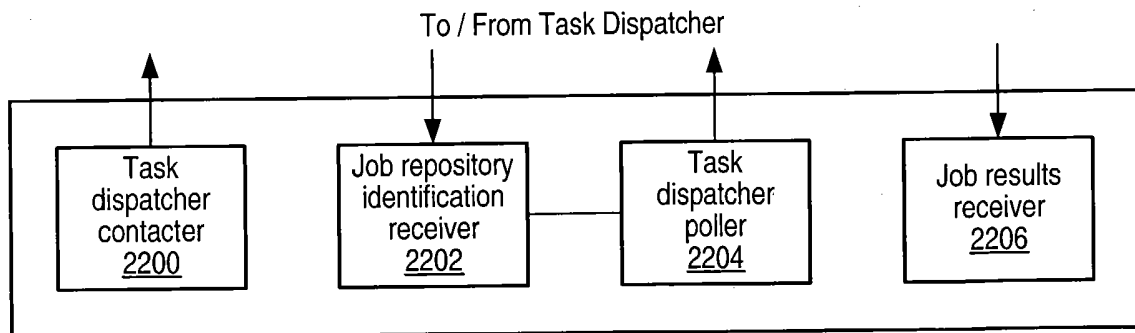 To / From Task Dispatcher
Task
dispatcher
contacter
2200
Job repository
identification
receiver
2202
Task
dispatcher
poller
2204
Job results
receiver
2206